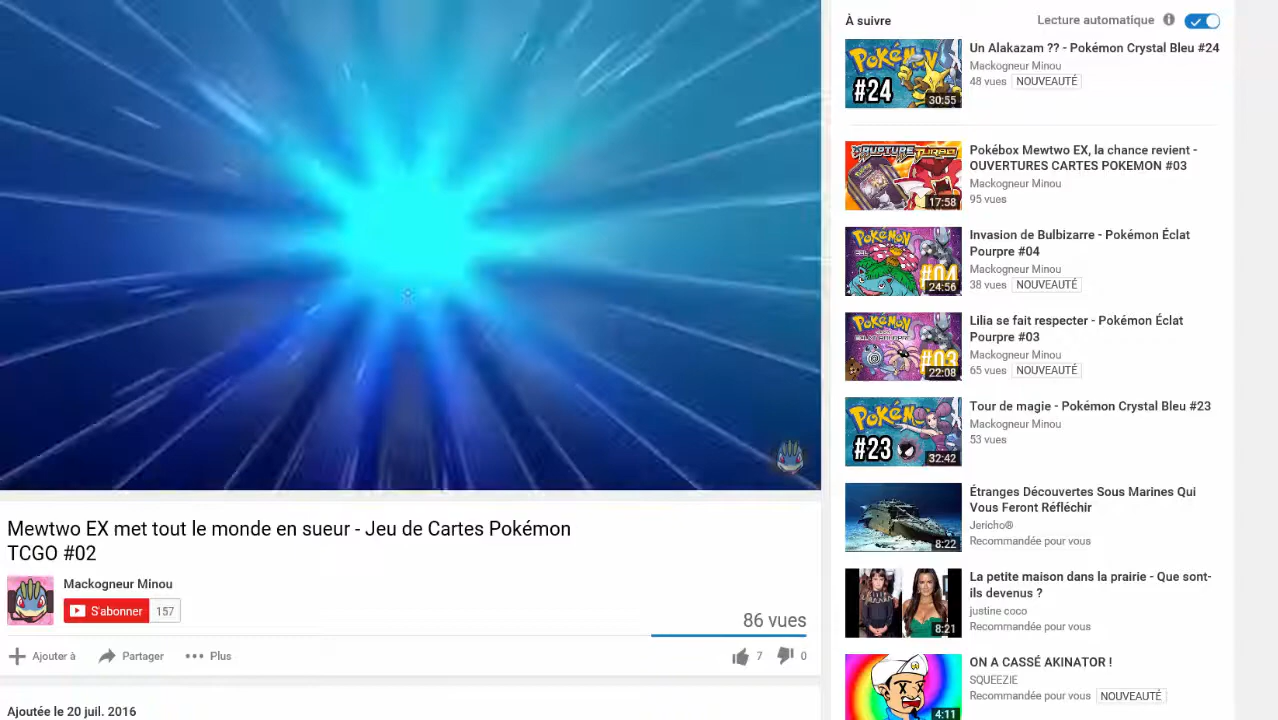 À suivre
Lecture automatique
Un Alakazam ?? - Pokémon Crystal Bleu #24
Mackogneur Minou
48 vues NOUVEAUTÉ
POKéMON
#24
30:55
Pokébox Mewtwo EX, la chance revient -
OUVERTURES CARTES POKEMON #03
Mackogneur Minou
95 vues
RUPTURE TURBO
17:58
Invasion de Bulbizarre - Pokémon Éclat
Pourpre #04
Mackogneur Minou
38 vues NOUVEAUTÉ
POKéMON
#04
24:56
Lilia se fait respecter - Pokémon Éclat
Pourpre #03
Mackogneur Minou
65 vues NOUVEAUTÉ
POKéMON
#03
22:08
Tour de magie - Pokémon Crystal Bleu #23
Mackogneur Minou
53 vues
#23
32:42
Étranges Découvertes Sous Marines Qui
Vous Feront Réfléchir
Jericho®
Recommandée pour vous
8:22
La petite maison dans la prairie - Que sont-
ils devenus ?
justine coco
Recommandée pour vous
8:21
ON A CASSÉ AKINATOR !
SQUEEZIE
Recommandée pour vous NOUVEAUTÉ
4:11
Mewtwo EX met tout le monde en sueur - Jeu de Cartes Pokémon
TCGO #02
Mackogneur Minou
S'abonner 157
86 vues
Ajouter à Partager Plus
7 0
Ajoutée le 20 juil. 2016